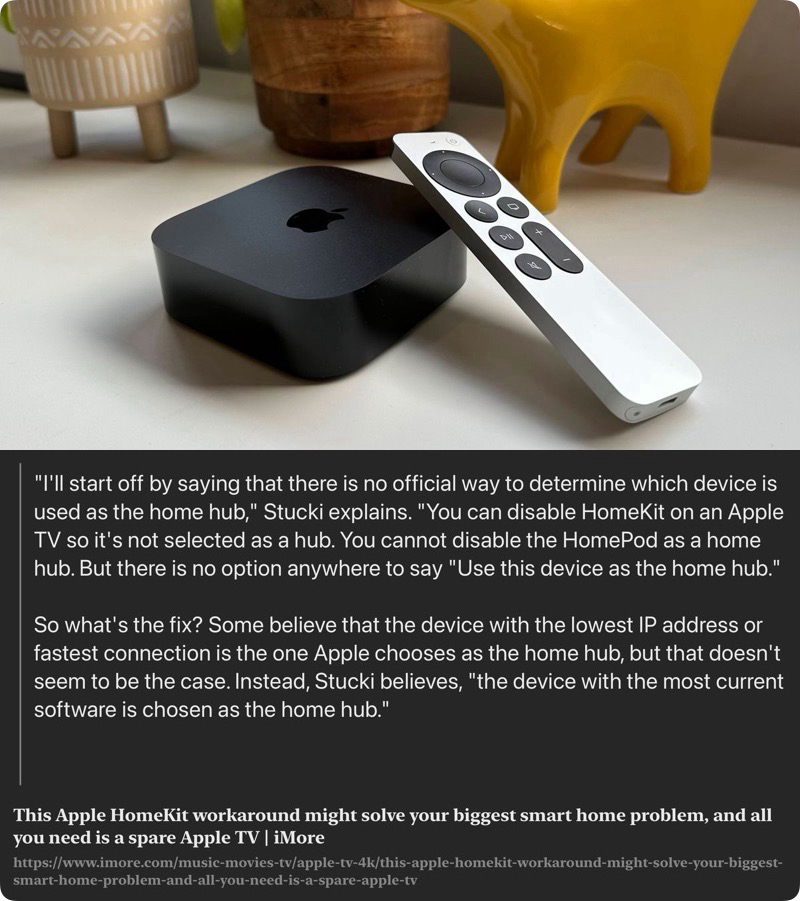 "I'll start off by saying that there is no official way to determine which device is
used as the home hub," Stucki explains. "You can disable HomeKit on an Apple
TV so it's not selected as a hub. You cannot disable the HomePod as a home
hub. But there is no option anywhere to say "Use this device as the home hub."
So what's the fix? Some believe that the device with the lowest IP address or
fastest connection is the one Apple chooses as the home hub, but that doesn't
seem to be the case. Instead, Stucki believes, "the device with the most current
software is chosen as the home hub."
This Apple HomeKit workaround might solve your biggest smart home problem, and all
you need is a spare Apple TV | iMore
https://www.imore.com/music-movies-tv/apple-tv-4k/this-apple-homekit-workaround-might-solve-your-biggest-
smart-home-problem-and-all-you-need-is-a-spare-apple-tv